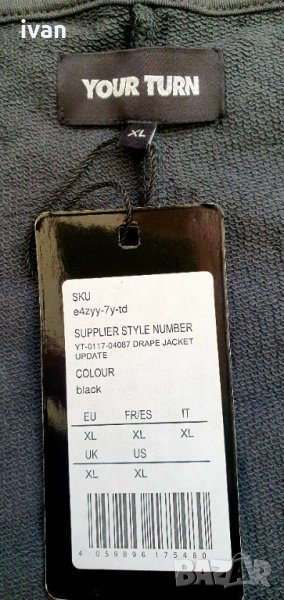 ivan
YOUR TURN
XL
SKU
e4zyy-7y-td
SUPPLIER STYLE NUMBER
YT-0117-04087 DRAPE JACKET
UPDATE
COLOUR
black
EU FR/ES IT
XL XL XL
UK US
XL XL
4 059896 175480
БАЗАР